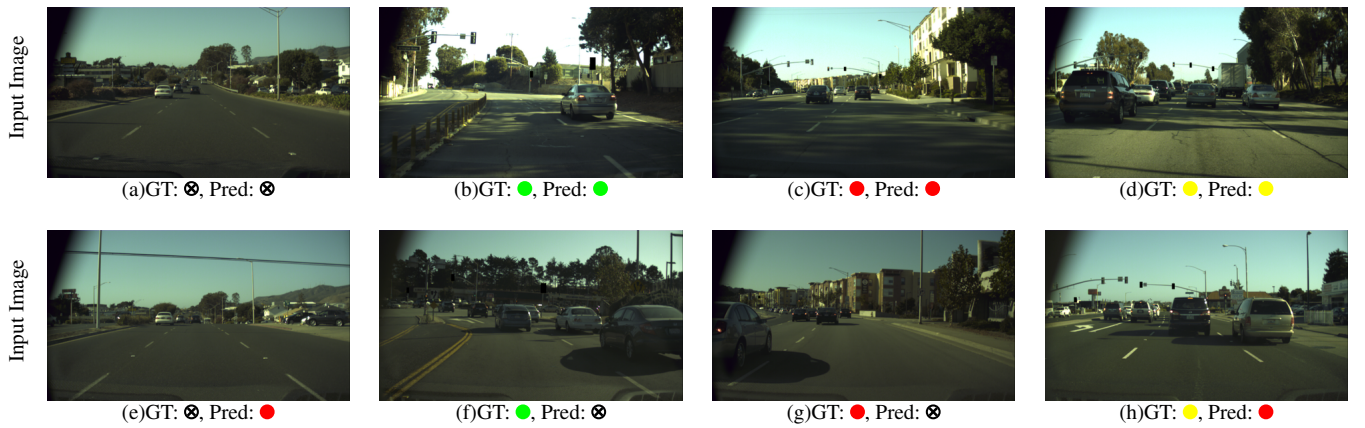 Input Image
(a)GT: ⊗, Pred: ⊗
(b)GT: 🟢, Pred: 🟢
(c)GT: 🔴, Pred: 🔴
(d)GT: 🟡, Pred: 🟡
Input Image
(e)GT: ⊗, Pred: 🔴
(f)GT: 🟢, Pred: ⊗
(g)GT: 🔴, Pred: ⊗
(h)GT: 🟡, Pred: 🔴